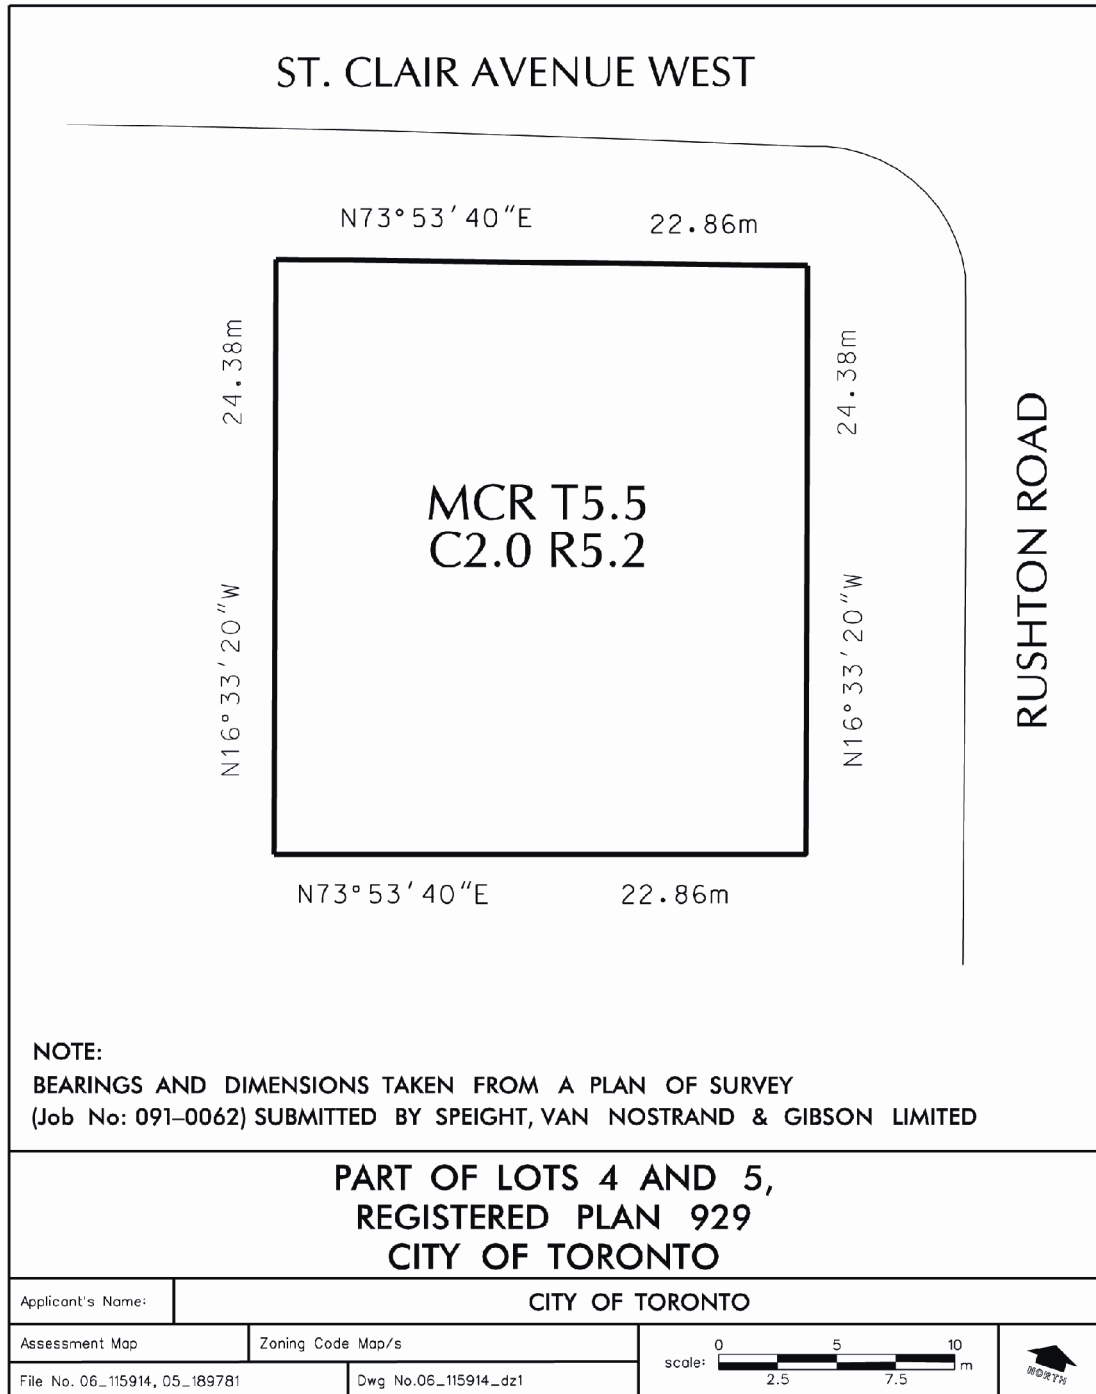 ST. CLAIR AVENUE WEST
N73°53'40"E 22.86m
24.38m
24.38m
MCR T5.5
C2.0 R5.2
N16°33'20"W
N16°33'20"W
RUSHTON ROAD
N73°53'40"E 22.86m
NOTE:
BEARINGS AND DIMENSIONS TAKEN FROM A PLAN OF SURVEY
(Job No: 091–0062) SUBMITTED BY SPEIGHT, VAN NOSTRAND & GIBSON LIMITED
PART OF LOTS 4 AND 5,
REGISTERED PLAN 929
CITY OF TORONTO
Applicant's Name: CITY OF TORONTO
Assessment Map Zoning Code Map/s
File No. 06_115914, 05_189781 Dwg No.06_115914_dz1
0 5 10
scale: m
2.5 7.5
NORTH